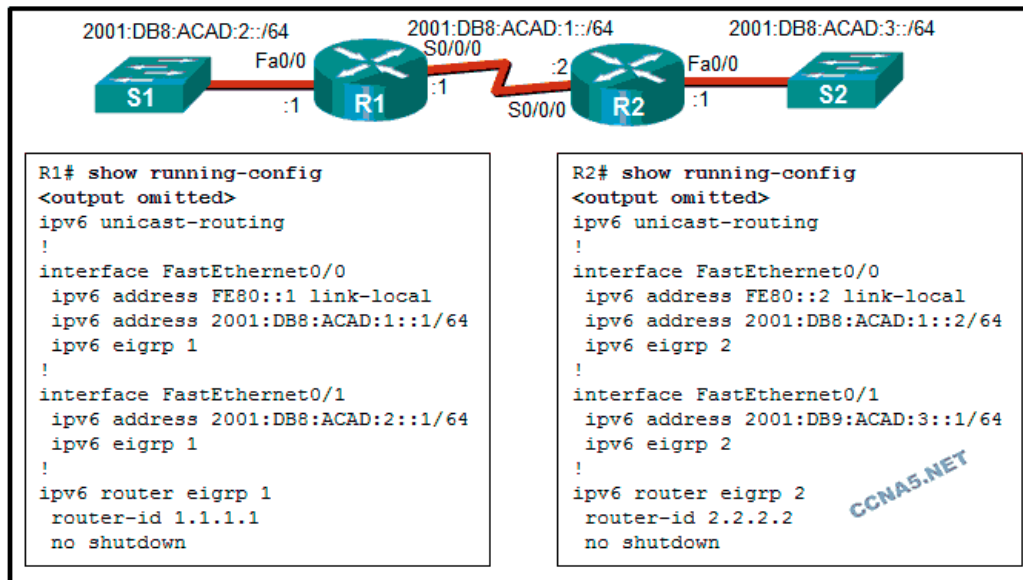 2001:DB8:ACAD:2::/64
2001:DB8:ACAD:1::/64
2001:DB8:ACAD:3::/64
Fa0/0
S0/0/0
:2
Fa0/0
S1
:1
R1
:1
S0/0/0
R2
:1
S2
R1# show running-config
<output omitted>
ipv6 unicast-routing
!
interface FastEthernet0/0
ipv6 address FE80::1 link-local
ipv6 address 2001:DB8:ACAD:1::1/64
ipv6 eigrp 1
!
interface FastEthernet0/1
ipv6 address 2001:DB8:ACAD:2::1/64
ipv6 eigrp 1
!
ipv6 router eigrp 1
router-id 1.1.1.1
no shutdown
R2# show running-config
<output omitted>
ipv6 unicast-routing
!
interface FastEthernet0/0
ipv6 address FE80::2 link-local
ipv6 address 2001:DB8:ACAD:1::2/64
ipv6 eigrp 2
!
interface FastEthernet0/1
ipv6 address 2001:DB9:ACAD:3::1/64
ipv6 eigrp 2
!
ipv6 router eigrp 2
router-id 2.2.2.2
no shutdown
CCNA5.NET